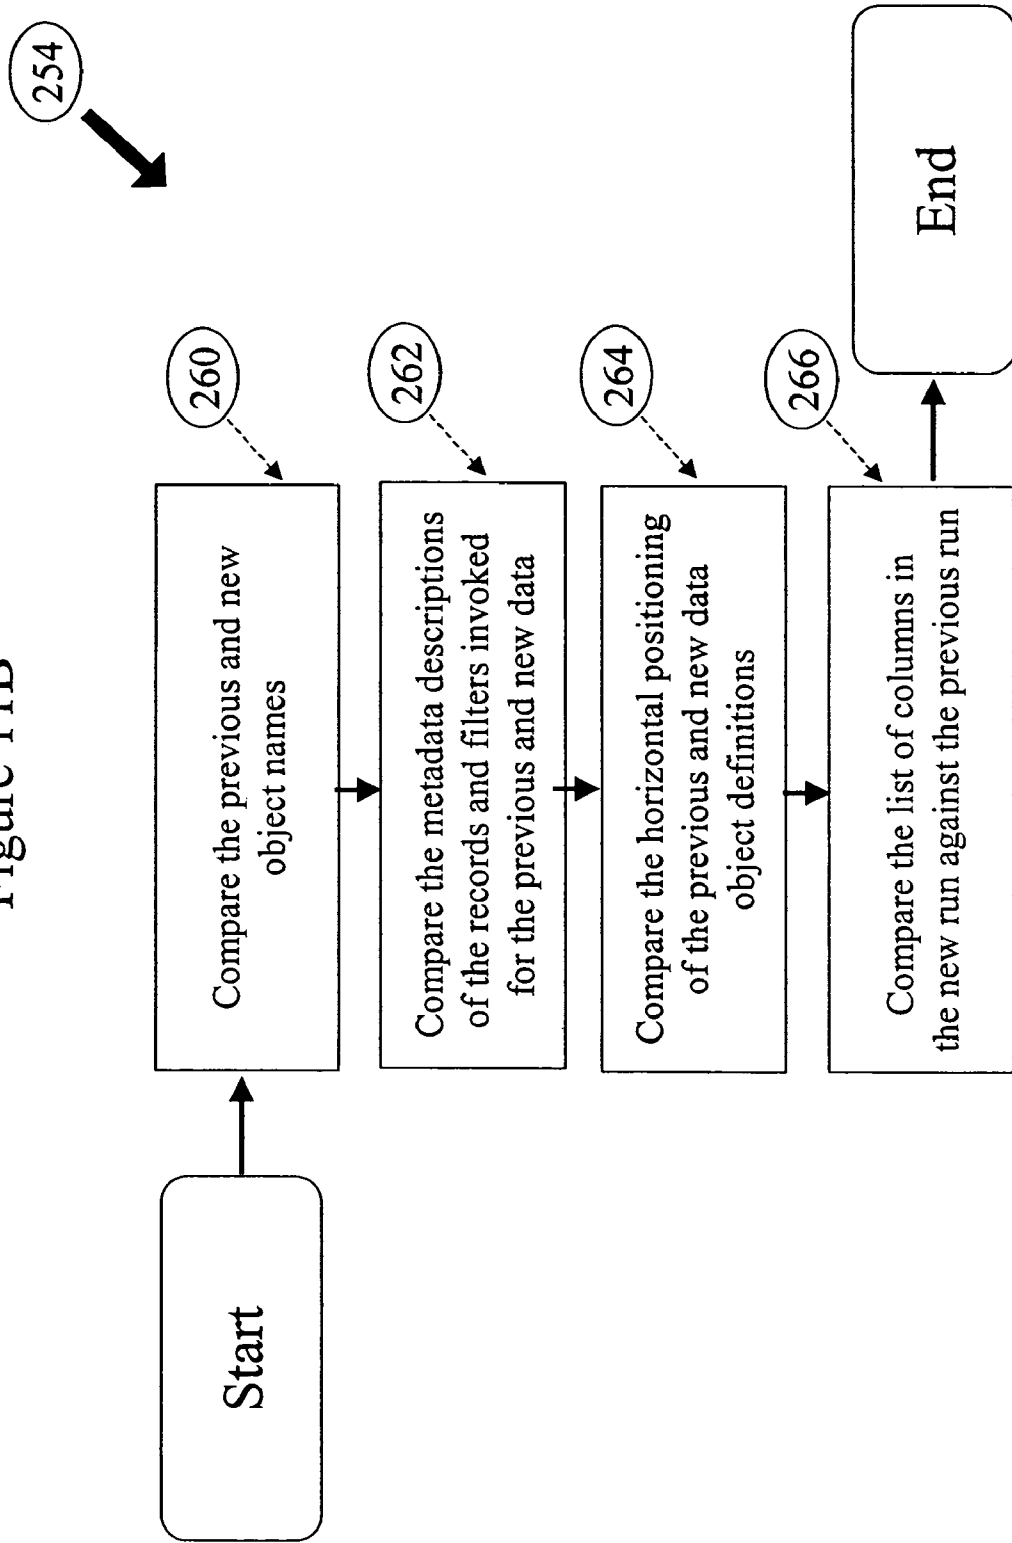 Figure 11B
254
Start
Compare the previous and new
object names
260
Compare the metadata descriptions
of the records and filters invoked
for the previous and new data
262
Compare the horizontal positioning
of the previous and new data
object definitions
264
Compare the list of columns in
the new run against the previous run
266
End